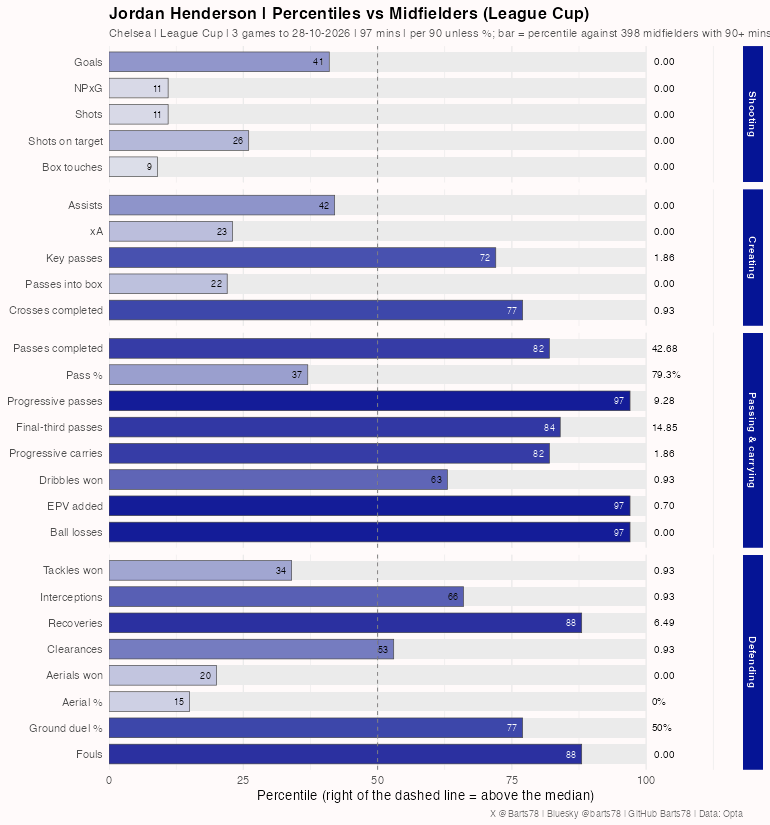 Jordan Henderson | Percentiles vs Midfielders (League Cup)
Chelsea | League Cup | 3 games to 28-10-2026 | 97 mins | per 90 unless %; bar = percentile against 398 midfielders with 90+ mins
Goals 41 0.00
NPxG 11 0.00
Shots 11 0.00
Shots on target 26 0.00
Box touches 9 0.00
Shooting
Assists 42 0.00
xA 23 0.00
Key passes 72 1.86
Passes into box 22 0.00
Crosses completed 77 0.93
Creating
Passes completed 82 42.68
Pass % 37 79.3%
Progressive passes 97 9.28
Final-third passes 84 14.85
Progressive carries 82 1.86
Dribbles won 63 0.93
EPV added 97 0.70
Ball losses 97 0.00
Passing & carrying
Tackles won 34 0.93
Interceptions 66 0.93
Recoveries 88 6.49
Clearances 53 0.93
Aerials won 20 0.00
Aerial % 15 0%
Ground duel % 77 50%
Fouls 88 0.00
Defending
0 25 50 75 100
Percentile (right of the dashed line = above the median)
X @Barts78 | Bluesky @barts78 | GitHub Barts78 | Data: Opta